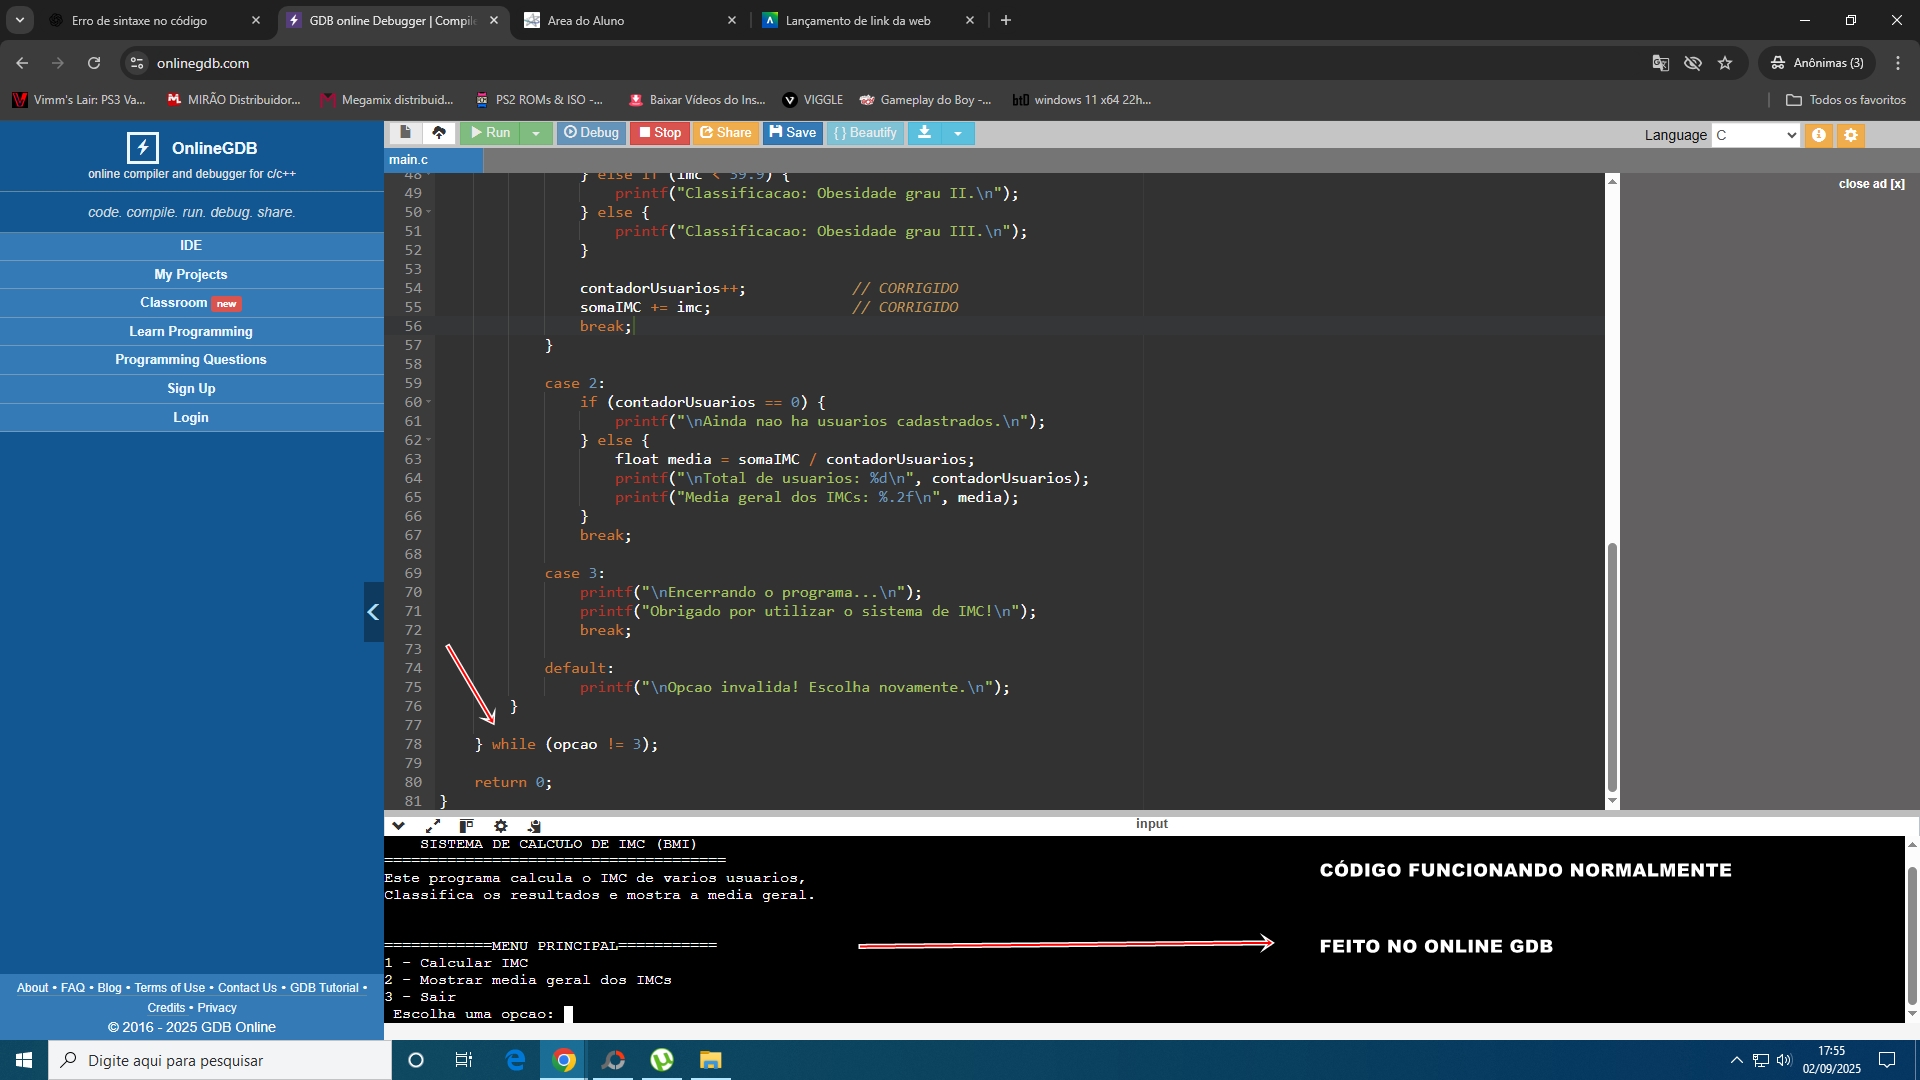 Erro de sintaxe no código
GDB online Debugger | Compile
Area do Aluno
Lançamento de link da web
onlinegdb.com
Anônimas (3)
Vimm's Lair: PS3 Va...
MIRÃO Distribuidor...
Megamix distribuid...
PS2 ROMs & ISO -...
Baixar Vídeos do Ins...
VIGGLE
Gameplay do Boy -...
windows 11 x64 22h...
Todos os favoritos
OnlineGDB
online compiler and debugger for c/c++
code. compile. run. debug. share.
IDE
My Projects
Classroom new
Learn Programming
Programming Questions
Sign Up
Login
About • FAQ • Blog • Terms of Use • Contact Us • GDB Tutorial •
Credits • Privacy
© 2016 - 2025 GDB Online
Run
Debug
Stop
Share
Save
{ } Beautify
Language C
main.c
close ad [x]
48 } else if (imc < 39.9) {
49 printf("Classificacao: Obesidade grau II.\n");
50 } else {
51 printf("Classificacao: Obesidade grau III.\n");
52 }
53
54 contadorUsuarios++; // CORRIGIDO
55 somaIMC += imc; // CORRIGIDO
56 break;
57 }
58
59 case 2:
60 if (contadorUsuarios == 0) {
61 printf("\nAinda nao ha usuarios cadastrados.\n");
62 } else {
63 float media = somaIMC / contadorUsuarios;
64 printf("\nTotal de usuarios: %d\n", contadorUsuarios);
65 printf("Media geral dos IMCs: %.2f\n", media);
66 }
67 break;
68
69 case 3:
70 printf("\nEncerrando o programa...\n");
71 printf("Obrigado por utilizar o sistema de IMC!\n");
72 break;
73
74 default:
75 printf("\nOpcao invalida! Escolha novamente.\n");
76 }
77
78 } while (opcao != 3);
79
80 return 0;
81 }
input
SISTEMA DE CALCULO DE IMC (BMI)
======================================
Este programa calcula o IMC de varios usuarios,
Classifica os resultados e mostra a media geral.
============MENU PRINCIPAL===========
1 - Calcular IMC
2 - Mostrar media geral dos IMCs
3 - Sair
Escolha uma opcao:
CÓDIGO FUNCIONANDO NORMALMENTE
FEITO NO ONLINE GDB
Digite aqui para pesquisar
17:55
02/09/2025